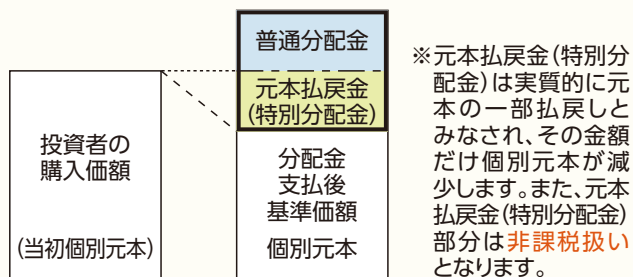 普通分配金
元本払戻金
(特別分配金)
投資者の
購入価額
(当初個別元本)
分配金
支払後
基準価額
個別元本
※元本払戻金(特別分
配金)は実質的に元
本の一部払戻しと
みなされ、その金額
だけ個別元本が減
少します。また、元本
払戻金(特別分配金)
部分は非課税扱い
となります。